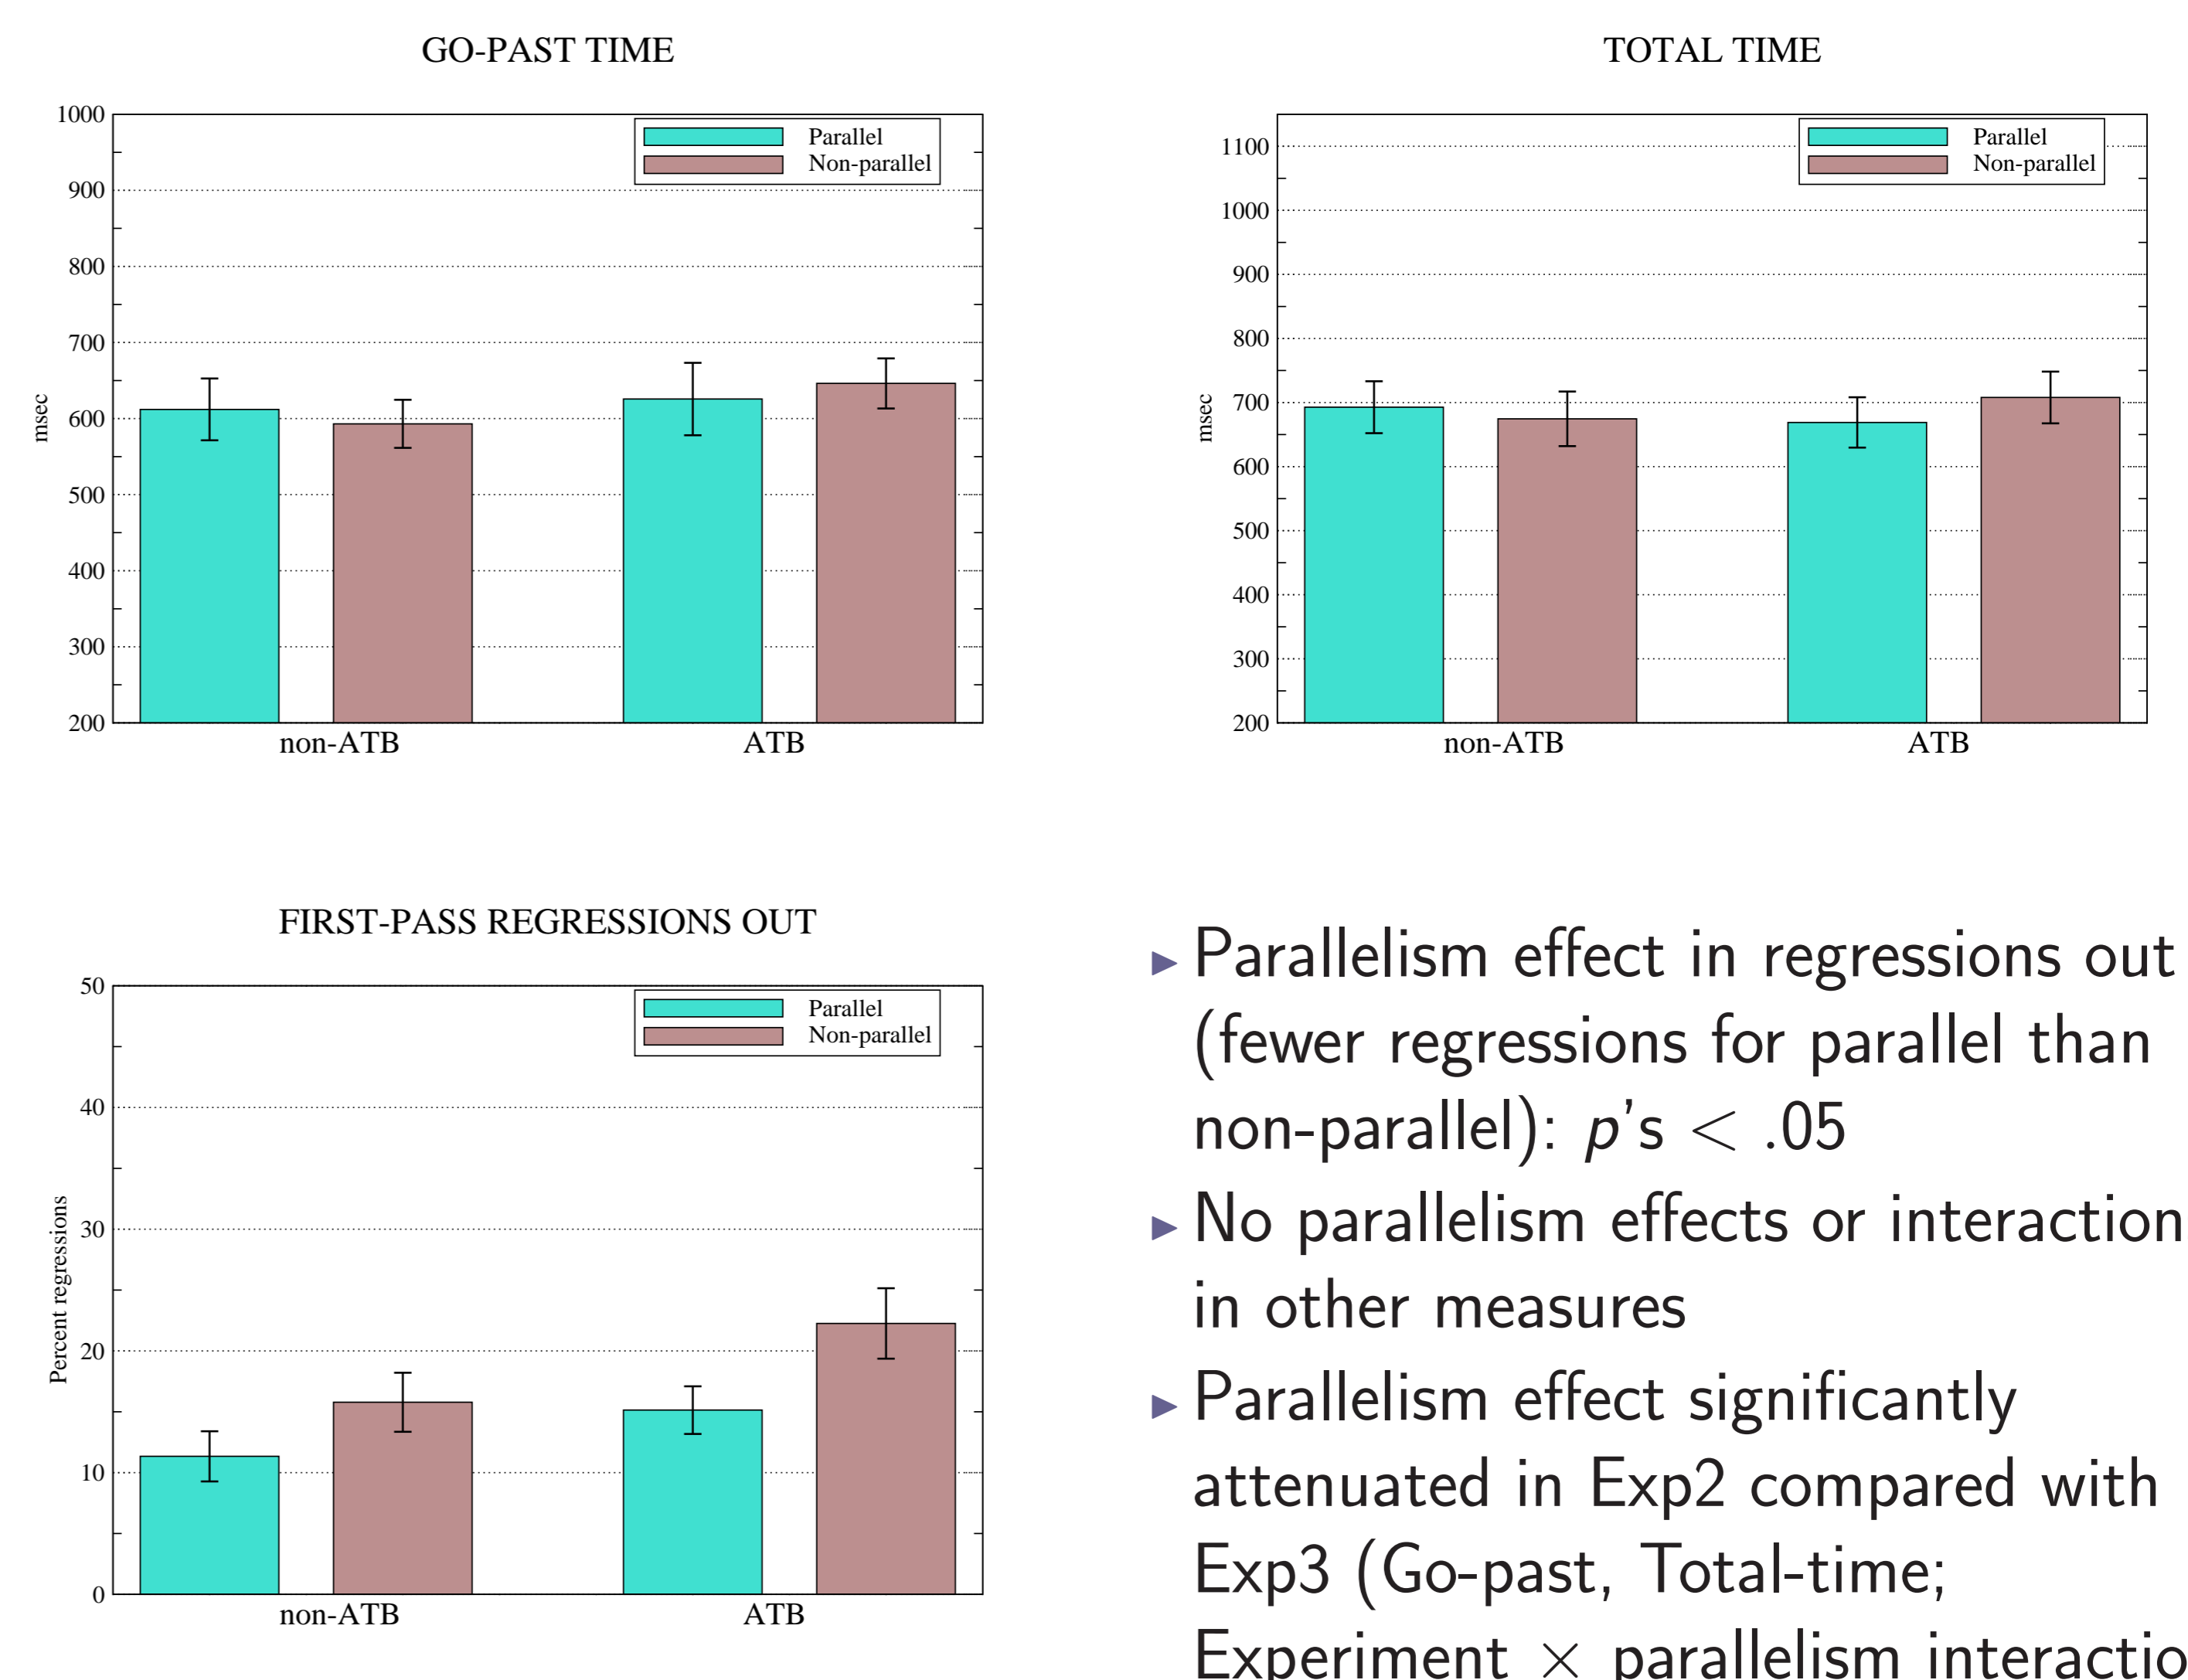 GO-PAST TIME
1000
900
800
700
600
500
400
300
200
msec
Parallel
Non-parallel
non-ATB ATB
TOTAL TIME
1100
1000
900
800
700
600
500
400
300
200
msec
Parallel
Non-parallel
non-ATB ATB
FIRST-PASS REGRESSIONS OUT
50
40
30
20
10
0
Percent regressions
Parallel
Non-parallel
non-ATB ATB
▶ Parallelism effect in regressions out
(fewer regressions for parallel than
non-parallel): p's < .05
▶ No parallelism effects or interaction
in other measures
▶ Parallelism effect significantly
attenuated in Exp2 compared with
Exp3 (Go-past, Total-time;
Experiment × parallelism interactio